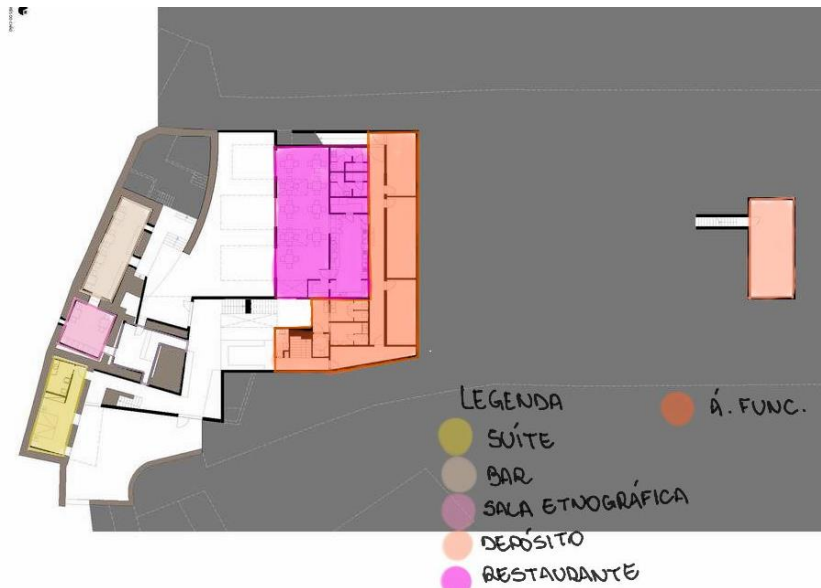 LEGENDA
SUÍTE
BAR
SALA ETNOGRÁFICA
DEPÓSITO
RESTAURANTE
Á. FUNC.